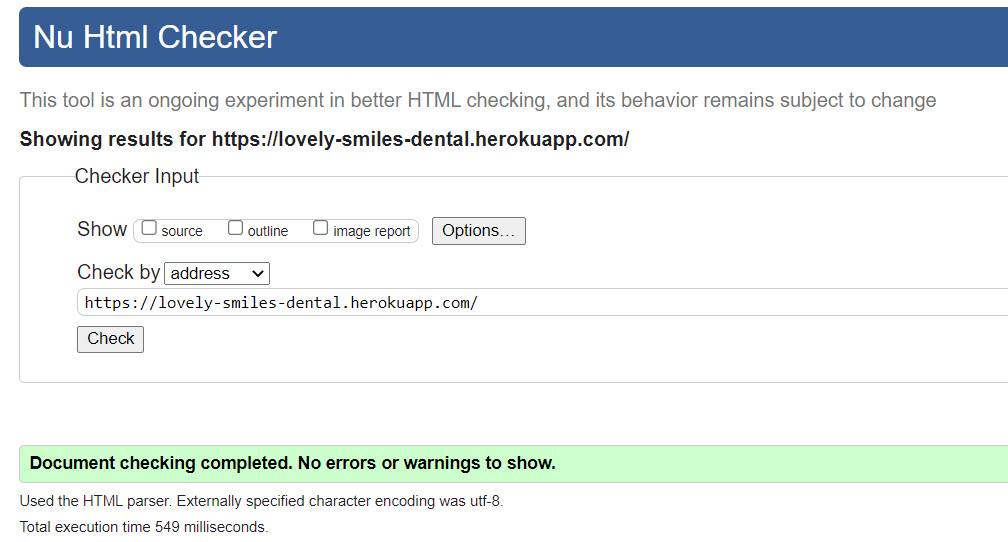 Nu Html Checker
This tool is an ongoing experiment in better HTML checking, and its behavior remains subject to change
Showing results for https://lovely-smiles-dental.herokuapp.com/
Checker Input
Show source outline image report Options...
Check by address
https://lovely-smiles-dental.herokuapp.com/
Check
Document checking completed. No errors or warnings to show.
Used the HTML parser. Externally specified character encoding was utf-8.
Total execution time 549 milliseconds.